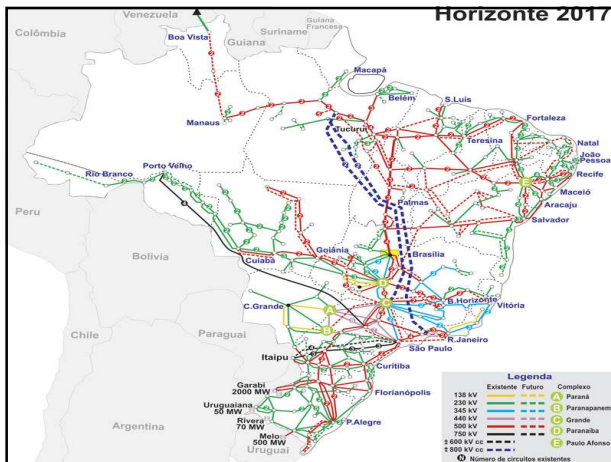 Horizonte 2017
Venezuela
Guiana
Francesa
Colômbia
Suriname
Guiana
Boa Vista
Macapá
Belém
S.Luis
Fortaleza
Manaus
Tucuruí
Teresina
Natal
João
Pessoa
Recife
Maceió
Aracaju
Salvador
Porto Velho
Rio Branco
Palmas
E
Peru
Bolívia
Cuiabá
Goiânia
Brasília
D
C
B.Horizonte
Vitória
C.Grande
A
B
Paraguai
Chile
R.Janeiro
São Paulo
Itaipu
Curitiba
Garabi
2000 MW
Florianópolis
Uruguaiana
50 MW
Rivera
70 MW
Melo
500 MW
P.Alegre
Argentina
Uruguai
Legenda
Existente Futuro Complexo
138 kV A Paraná
230 kV B Paranapanem
345 kV C Grande
440 kV D Paranaíba
500 kV E Paulo Afonso
750 kV
±600 kV cc
±800 kV cc
N Número de circuitos existentes